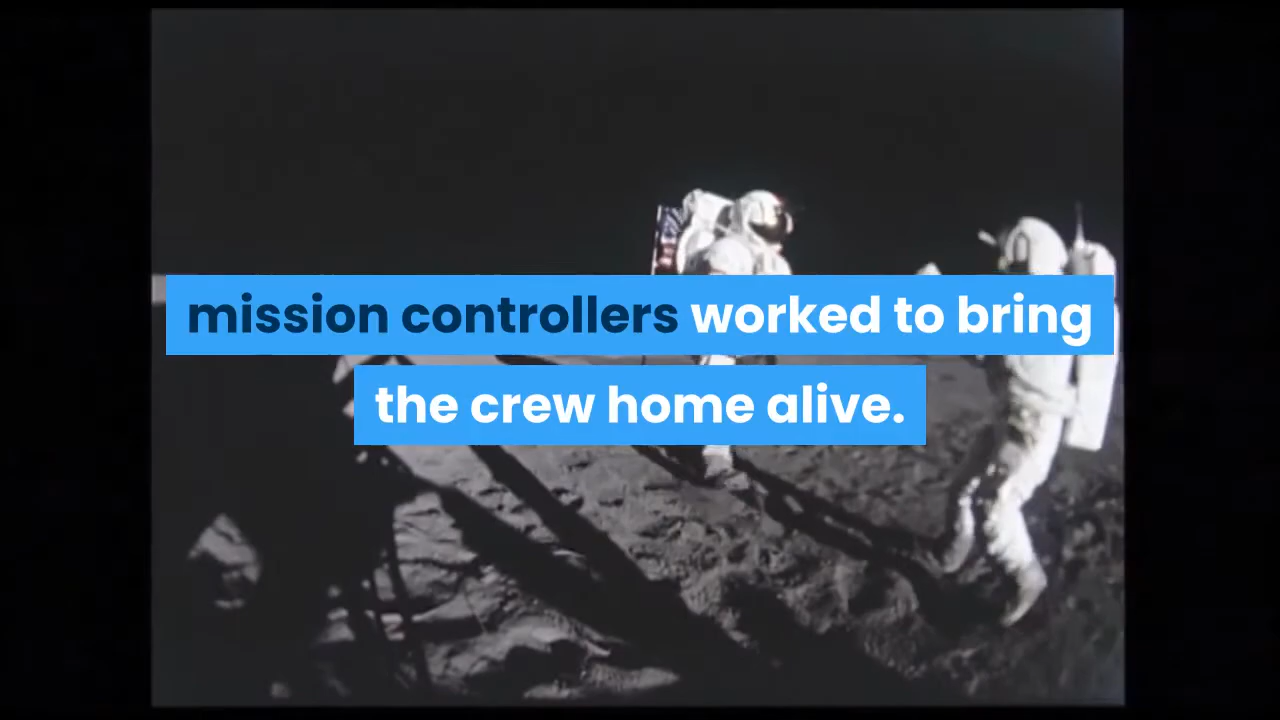 mission controllers worked to bring
the crew home alive.